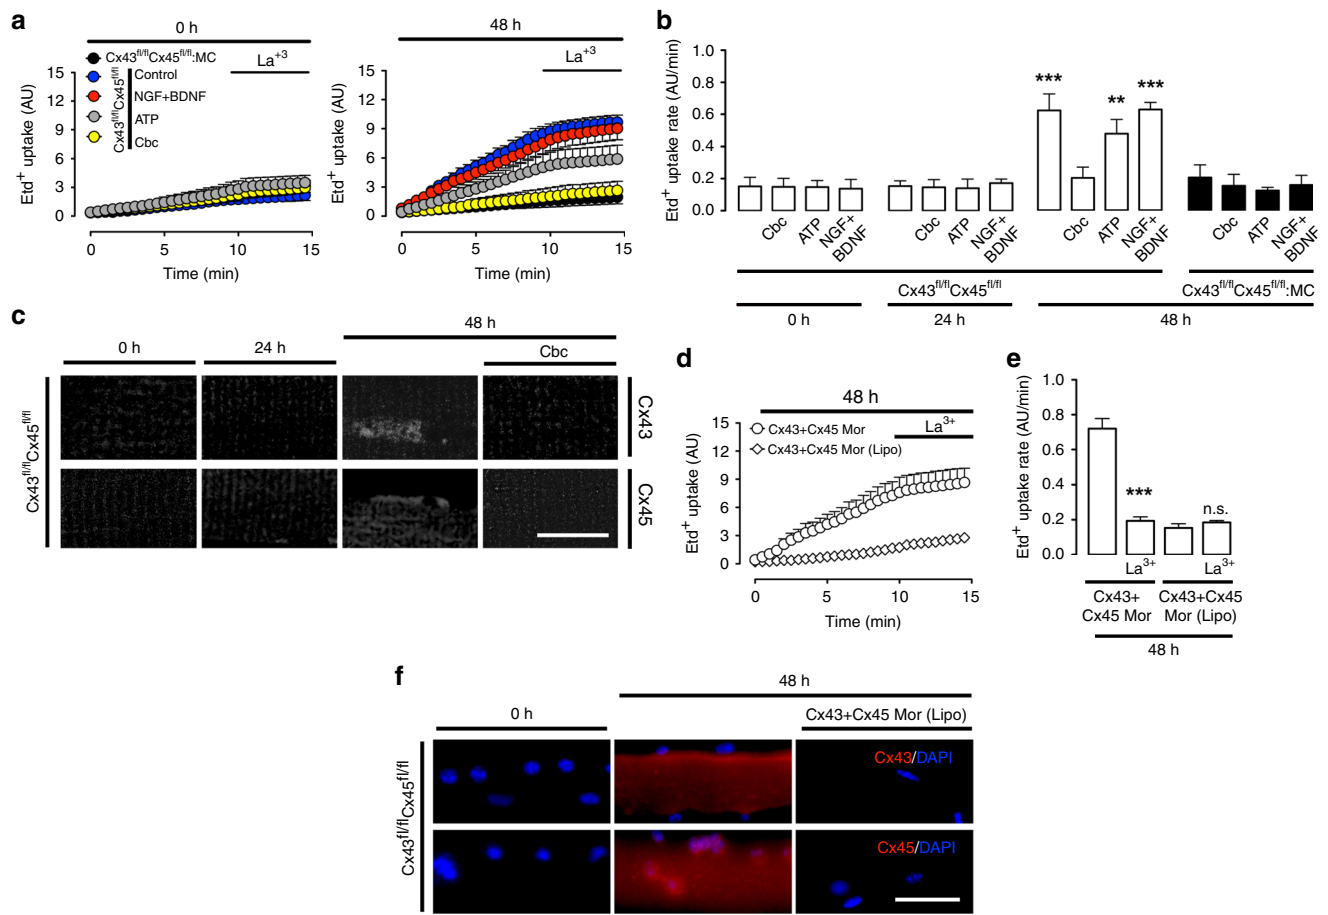 a
0 h
Cx43fl/flCx45fl/fl:MC
Cx43fl/flCx45fl/fl
Control
NGF+BDNF
ATP
Cbc
La+3
Etd+ uptake (AU)
15
12
9
6
3
0
0 5 10 15
Time (min)
48 h
La+3
Etd+ uptake (AU)
15
12
9
6
3
0
0 5 10 15
Time (min)
b
Etd+ uptake rate (AU/min)
1.0
0.8
0.6
0.4
0.2
0.0
*** ** ***
Cbc ATP NGF+BDNF
Cbc ATP NGF+BDNF
Cbc ATP NGF+BDNF
Cbc ATP NGF+BDNF
Cx43fl/flCx45fl/fl
Cx43fl/flCx45fl/fl:MC
0 h 24 h 48 h
c
48 h
0 h 24 h Cbc
Cx43fl/flCx45fl/fl
Cx43
Cx45
d
48 h
La3+
Cx43+Cx45 Mor
Cx43+Cx45 Mor (Lipo)
Etd+ uptake (AU)
15
12
9
6
3
0
0 5 10 15
Time (min)
e
Etd+ uptake rate (AU/min)
1.0
0.8
0.6
0.4
0.2
0.0
***
n.s.
La3+ La3+
Cx43+
Cx45 Mor
Cx43+Cx45
Mor (Lipo)
48 h
f
48 h
0 h Cx43+Cx45 Mor (Lipo)
Cx43fl/flCx45fl/fl
Cx43/DAPI
Cx45/DAPI